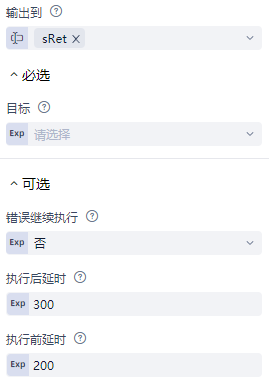 输出到
sRet
必选
目标
Exp 请选择
可选
错误继续执行
Exp 否
执行后延时
Exp 300
执行前延时
Exp 200